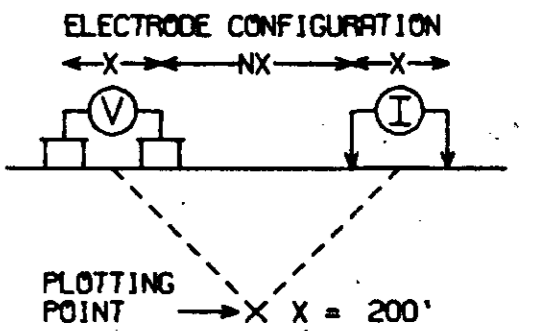 ELECTRODE CONFIGURATION
X NX X
V I
PLOTTING
POINT X X = 200'